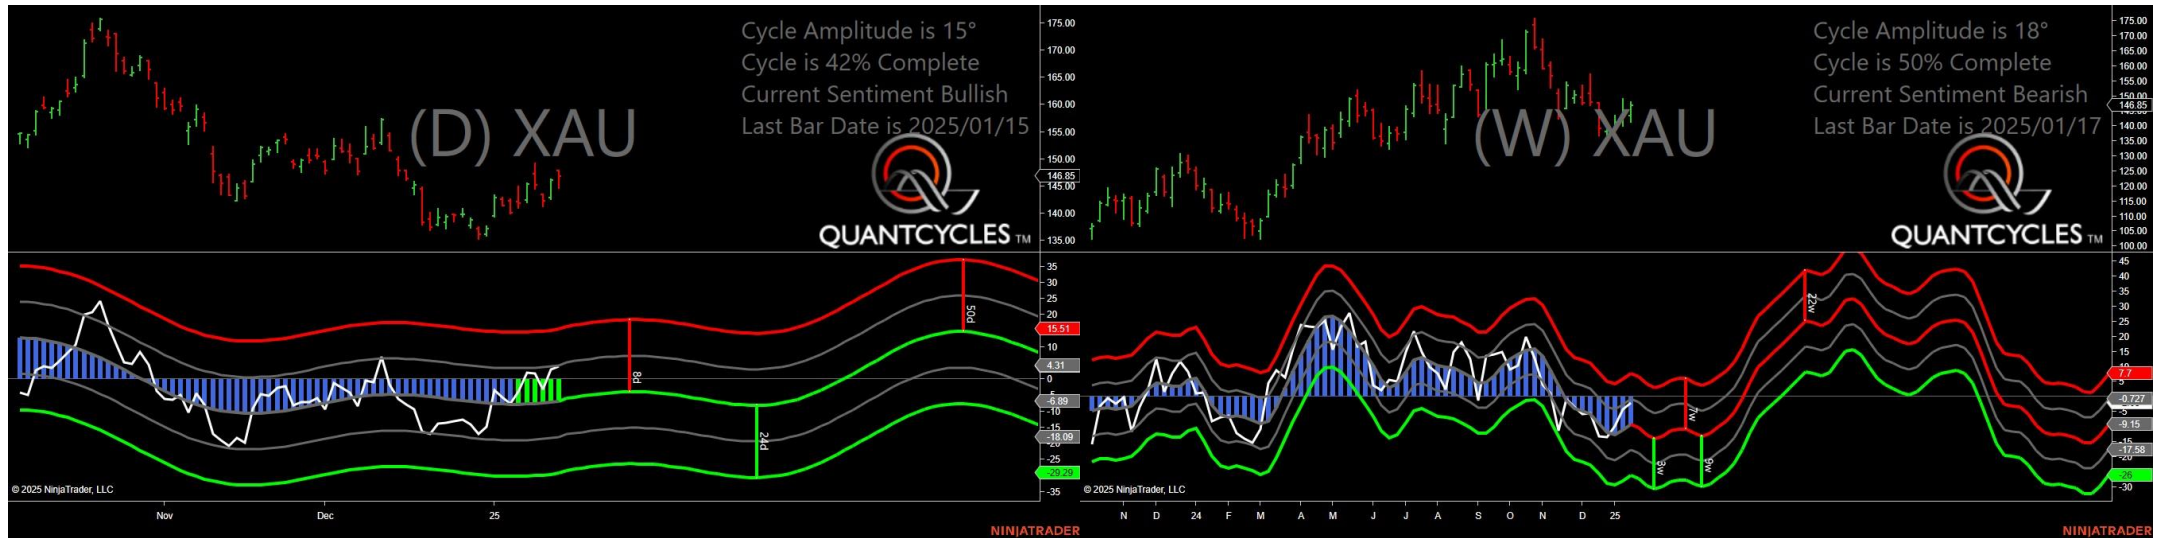 Cycle Amplitude is 15°
Cycle is 42% Complete
Current Sentiment Bullish
Last Bar Date is 2025/01/15
(D) XAU
QUANTCYCLES TM
175.00
170.00
165.00
160.00
155.00
150.00
146.85
145.00
140.00
135.00
35
30
25
20
15.51
10
4.31
0
-5
-6.89
-10
-15
-18.09
-25
-29.29
-35
8d
24d
50d
© 2025 NinjaTrader, LLC
Nov
Dec
25
NINJATRADER
Cycle Amplitude is 18°
Cycle is 50% Complete
Current Sentiment Bearish
Last Bar Date is 2025/01/17
(W) XAU
QUANTCYCLES TM
175.00
170.00
165.00
160.00
155.00
150.00
146.85
140.00
135.00
130.00
125.00
120.00
115.00
110.00
105.00
100.00
45
40
35
30
25
20
15
10
7.7
-0.727
-5
-9.15
-15
-17.58
-26
-30
22w
7w
9w
© 2025 NinjaTrader, LLC
N D 24 F M A M J J A S O N D 25
NINJATRADER